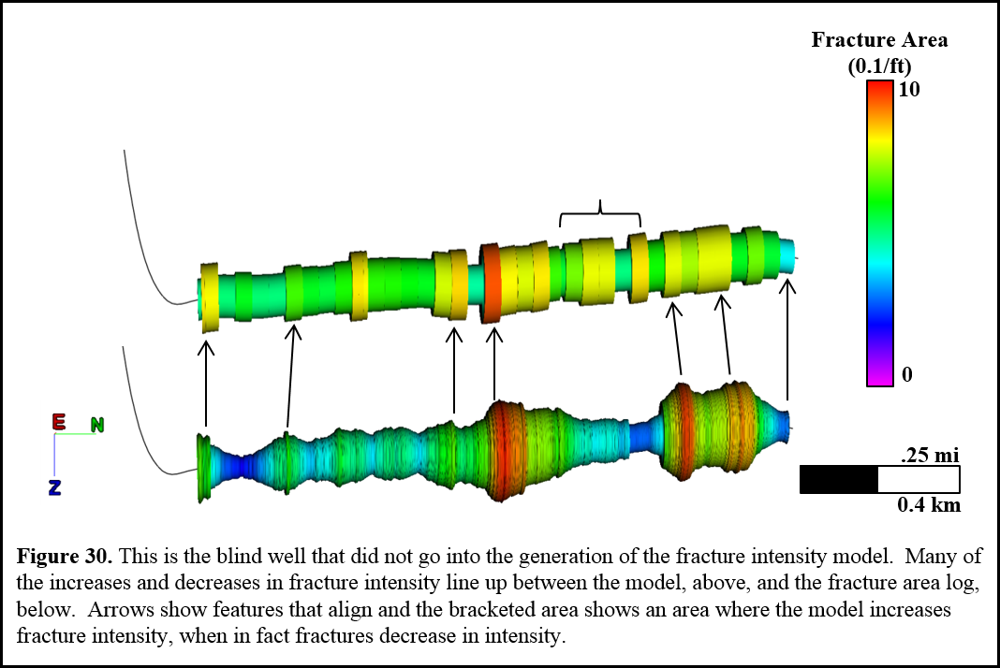 Fracture Area
(0.1/ft)
10
0
E N
Z
.25 mi
0.4 km
Figure 30. This is the blind well that did not go into the generation of the fracture intensity model. Many of
the increases and decreases in fracture intensity line up between the model, above, and the fracture area log,
below. Arrows show features that align and the bracketed area shows an area where the model increases
fracture intensity, when in fact fractures decrease in intensity.